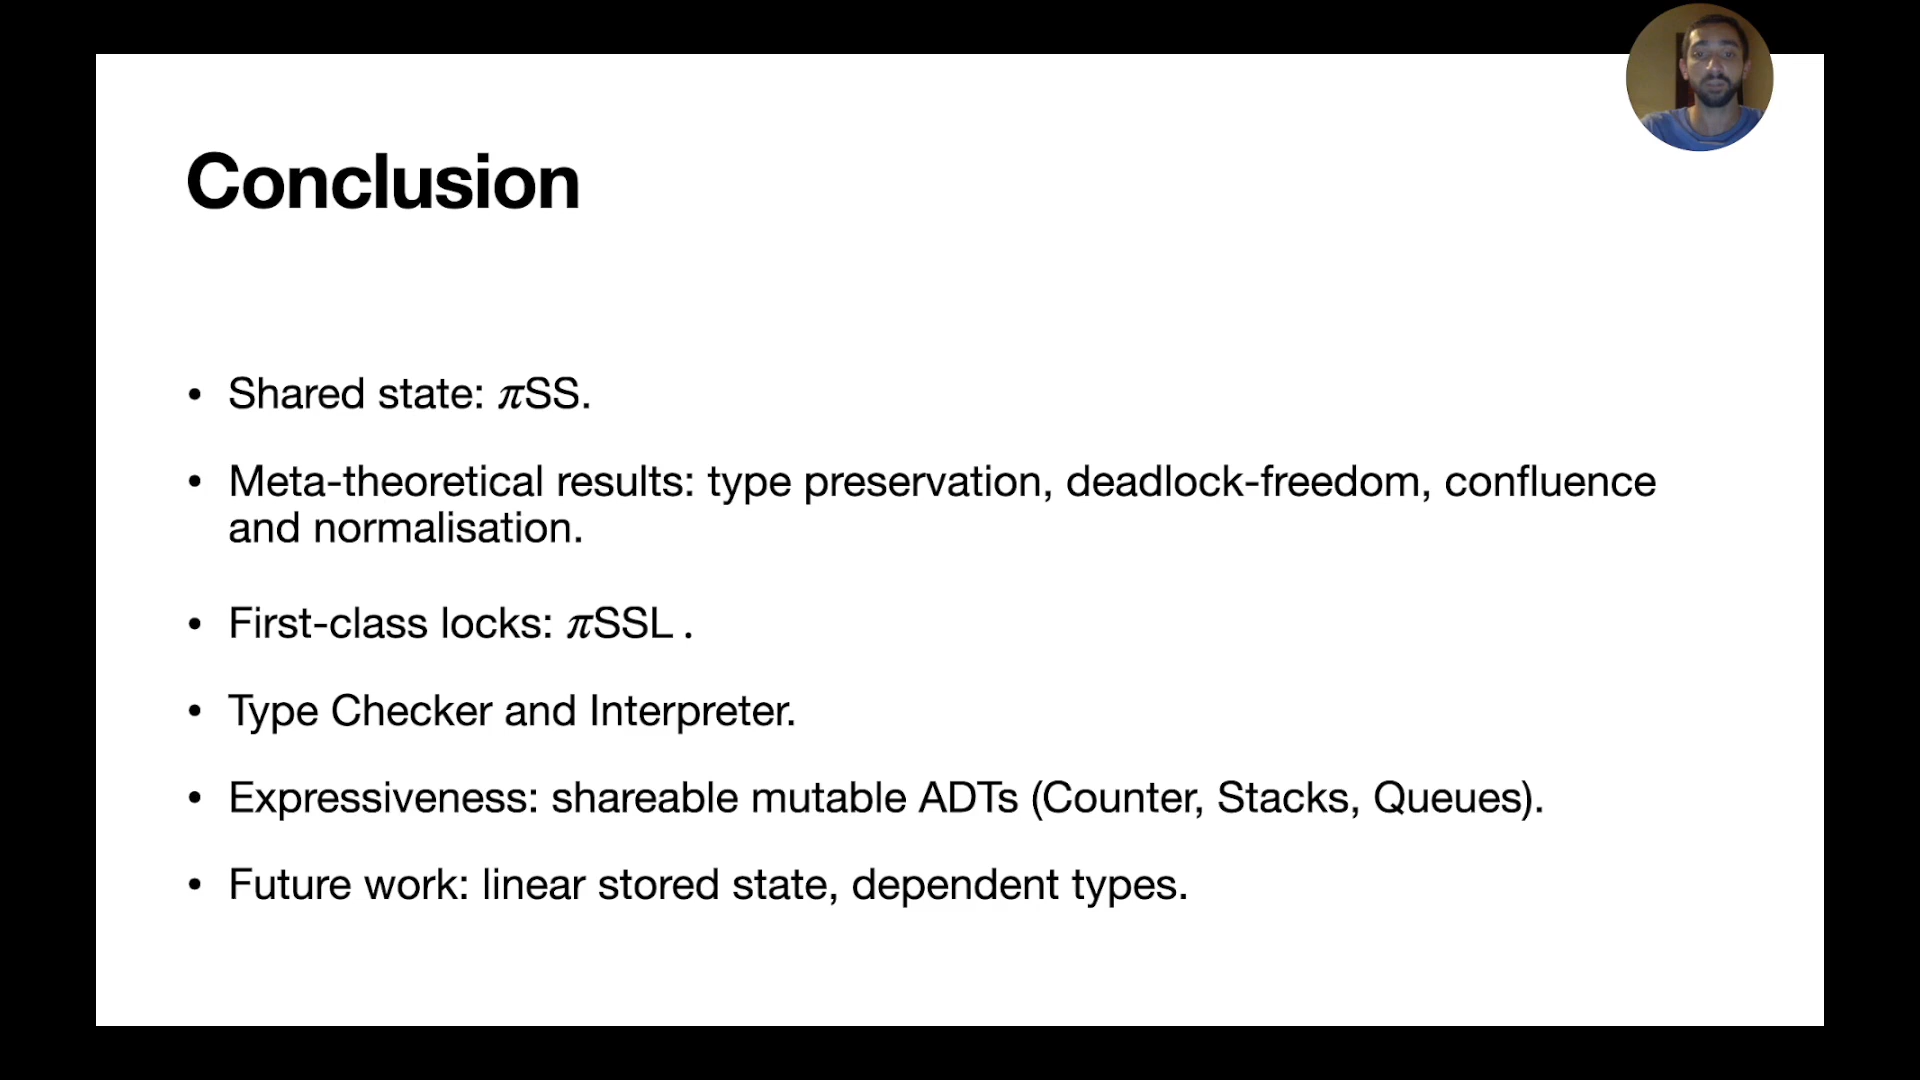 Conclusion
• Shared state: πSS.
• Meta-theoretical results: type preservation, deadlock-freedom, confluence
and normalisation.
• First-class locks: πSSL .
• Type Checker and Interpreter.
• Expressiveness: shareable mutable ADTs (Counter, Stacks, Queues).
• Future work: linear stored state, dependent types.